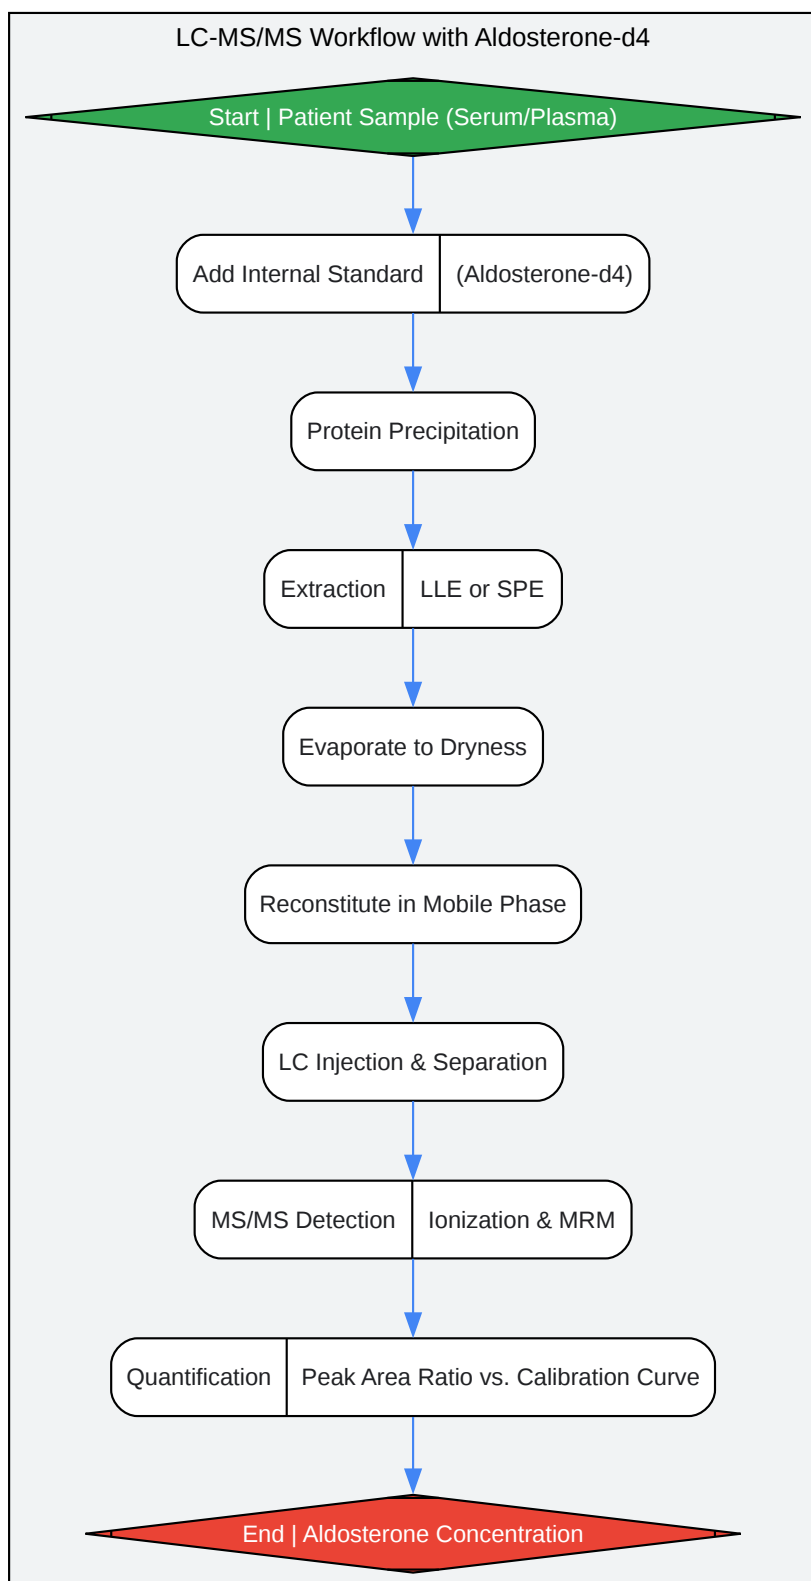 LC-MS/MS Workflow with Aldosterone-d4
Start | Patient Sample (Serum/Plasma)
Add Internal Standard (Aldosterone-d4)
Protein Precipitation
Extraction LLE or SPE
Evaporate to Dryness
Reconstitute in Mobile Phase
LC Injection & Separation
MS/MS Detection Ionization & MRM
Quantification Peak Area Ratio vs. Calibration Curve
End | Aldosterone Concentration